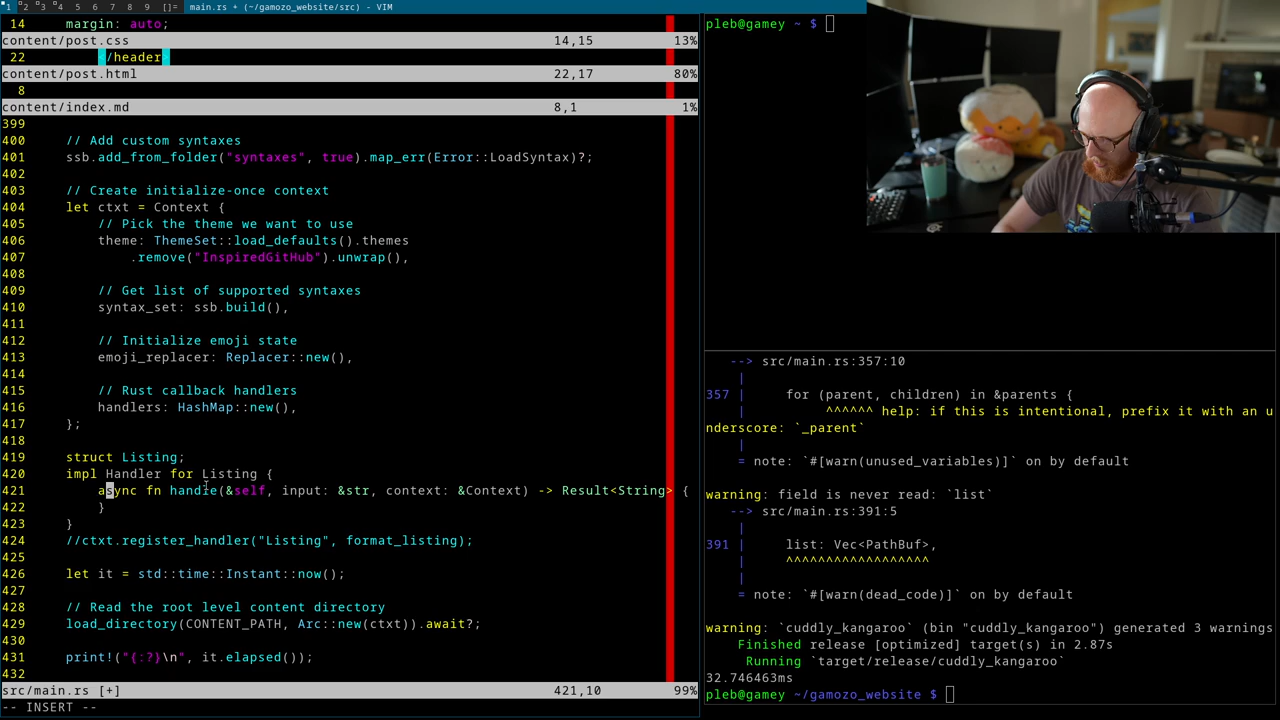 1 2 3 4 5 6 7 8 9 []= main.rs + (~/gamozo_website/src) - VIM
14 margin: auto;
content/post.css 14,15 13%
22 </header>
content/post.html 22,17 80%
8
content/index.md 8,1 1%
399
400 // Add custom syntaxes
401 ssb.add_from_folder("syntaxes", true).map_err(Error::LoadSyntax)?;
402
403 // Create initialize-once context
404 let ctxt = Context {
405 // Pick the theme we want to use
406 theme: ThemeSet::load_defaults().themes
407 .remove("InspiredGitHub").unwrap(),
408
409 // Get list of supported syntaxes
410 syntax_set: ssb.build(),
411
412 // Initialize emoji state
413 emoji_replacer: Replacer::new(),
414
415 // Rust callback handlers
416 handlers: HashMap::new(),
417 };
418
419 struct Listing;
420 impl Handler for Listing {
421 async fn handle(&self, input: &str, context: &Context) -> Result<String> {
422 }
423 }
424 //ctxt.register_handler("Listing", format_listing);
425
426 let it = std::time::Instant::now();
427
428 // Read the root level content directory
429 load_directory(CONTENT_PATH, Arc::new(ctxt)).await?;
430
431 print!("{:?}\n", it.elapsed());
432
src/main.rs [+] 421,10 99%
-- INSERT --
pleb@gamey ~ $
--> src/main.rs:357:10
|
357 | for (parent, children) in &parents {
| ^^^^^^ help: if this is intentional, prefix it with an u
nderscore: `_parent`
|
= note: `#[warn(unused_variables)]` on by default
warning: field is never read: `list`
--> src/main.rs:391:5
|
391 | list: Vec<PathBuf>,
| ^^^^^^^^^^^^^^^^^^
|
= note: `#[warn(dead_code)]` on by default
warning: `cuddly_kangaroo` (bin "cuddly_kangaroo") generated 3 warnings
Finished release [optimized] target(s) in 2.87s
Running `target/release/cuddly_kangaroo`
32.746463ms
pleb@gamey ~/gamozo_website $